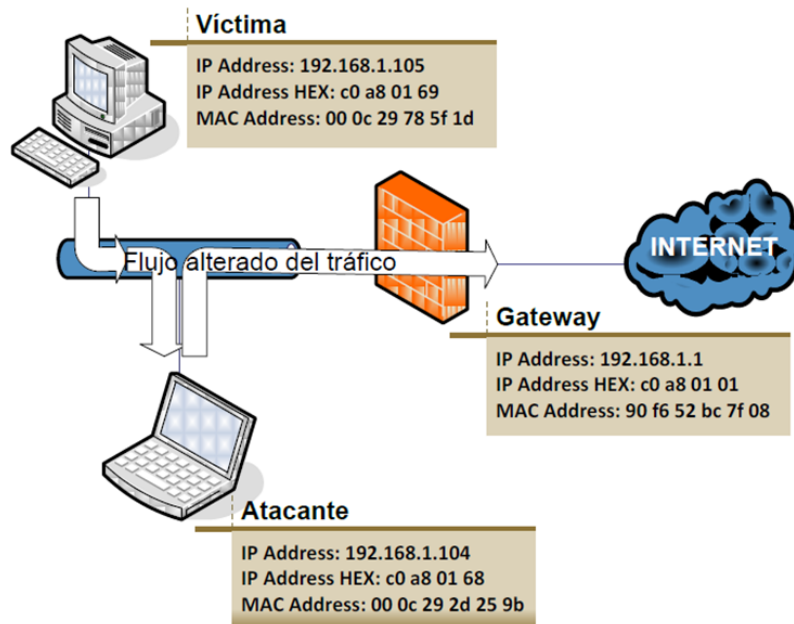 Víctima
IP Address: 192.168.1.105
IP Address HEX: c0 a8 01 69
MAC Address: 00 0c 29 78 5f 1d
Flujo alterado del tráfico
INTERNET
Gateway
IP Address: 192.168.1.1
IP Address HEX: c0 a8 01 01
MAC Address: 90 f6 52 bc 7f 08
Atacante
IP Address: 192.168.1.104
IP Address HEX: c0 a8 01 68
MAC Address: 00 0c 29 2d 25 9b